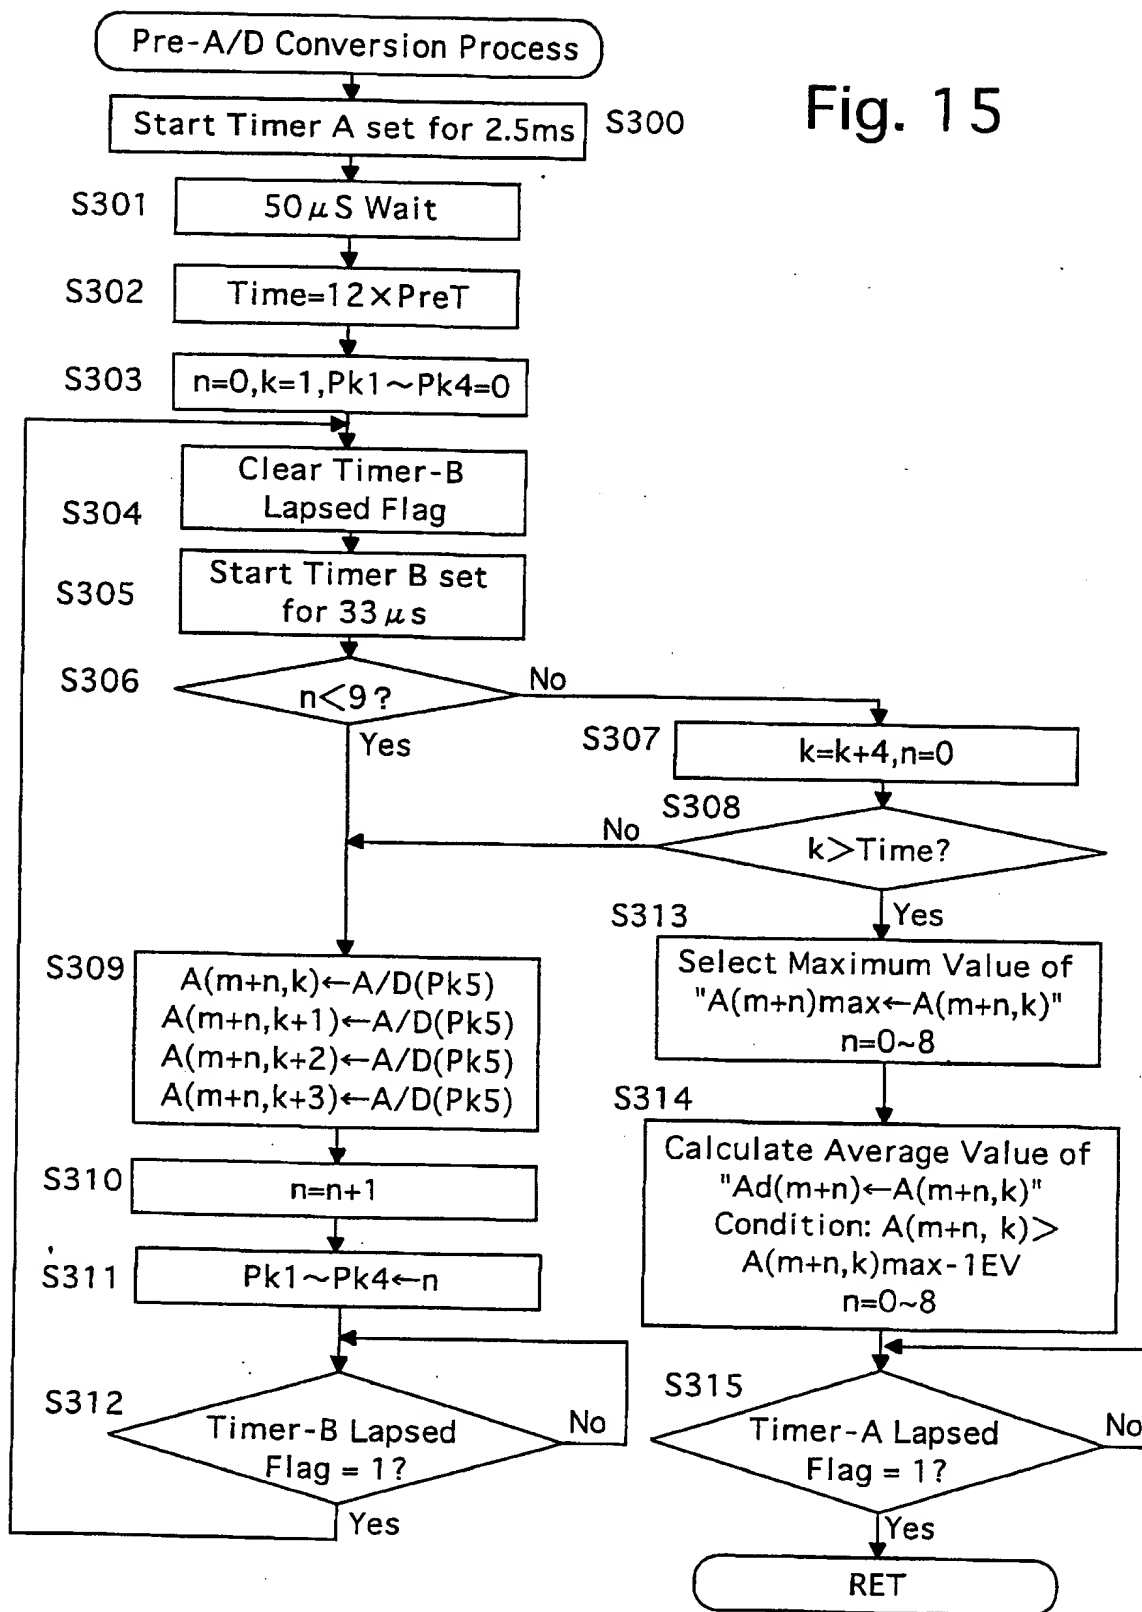 Pre-A/D Conversion Process
Fig. 15
Start Timer A set for 2.5ms
S300
S301
50μS Wait
S302
Time=12×PreT
S303
n=0,k=1,Pk1~Pk4=0
Clear Timer-B
Lapsed Flag
S304
Start Timer B set
for 33μs
S305
S306
n<9?
No
Yes
S307
k=k+4,n=0
S308
No
k>Time?
Yes
S309
A(m+n,k)←A/D(Pk5)
A(m+n,k+1)←A/D(Pk5)
A(m+n,k+2)←A/D(Pk5)
A(m+n,k+3)←A/D(Pk5)
S310
n=n+1
S311
Pk1~Pk4←n
S312
Timer-B Lapsed
Flag = 1?
No
Yes
S313
Select Maximum Value of
"A(m+n)max←A(m+n,k)"
n=0~8
S314
Calculate Average Value of
"Ad(m+n)←A(m+n,k)"
Condition: A(m+n, k)>
A(m+n,k)max-1EV
n=0~8
S315
Timer-A Lapsed
Flag = 1?
No
Yes
RET